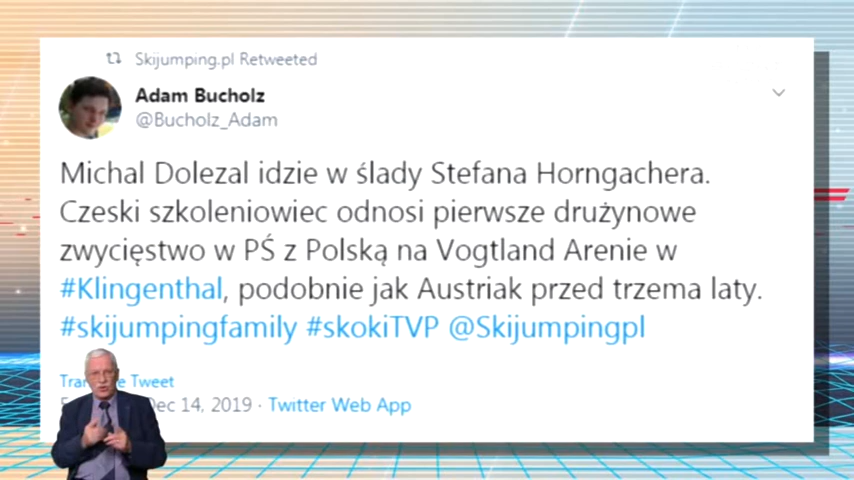 Skijumping.pl Retweeted
Adam Bucholz
@Bucholz_Adam
Michal Dolezal idzie w ślady Stefana Horngachera.
Czeski szkoleniowiec odnosi pierwsze drużynowe
zwycięstwo w PŚ z Polską na Vogtland Arenie w
#Klingenthal, podobnie jak Austriak przed trzema laty.
#skijumpingfamily #skokiTVP @Skijumpingpl
Tweet
Dec 14, 2019 · Twitter Web App